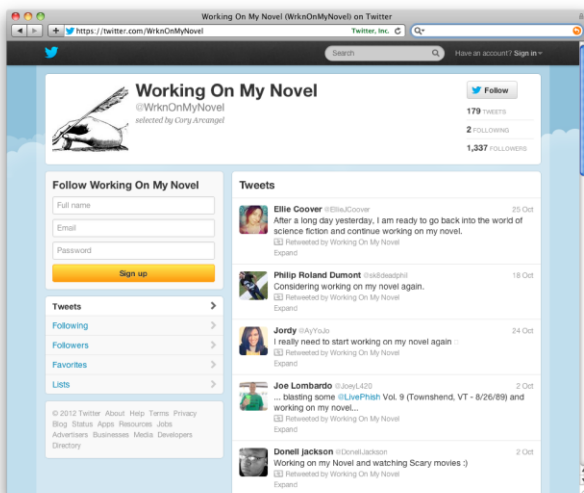 Working On My Novel (WrknOnMyNovel) on Twitter
https://twitter.com/WrknOnMyNovel
Twitter, Inc.
Search
Have an account? Sign in
Working On My Novel
@WrknOnMyNovel
selected by Cory Arcangel
Follow
179 TWEETS
2 FOLLOWING
1,337 FOLLOWERS
Follow Working On My Novel
Full name
Email
Password
Sign up
Tweets
Following
Followers
Favorites
Lists
© 2012 Twitter About Help Terms Privacy
Blog Status Apps Resources Jobs
Advertisers Businesses Media Developers
Directory
Tweets
Ellie Coover @EllieJCoover 25 Oct
After a long day yesterday, I am ready to go back into the world of
science fiction and continue working on my novel.
Retweeted by Working On My Novel
Expand
Philip Roland Dumont @sk8deadphil 18 Oct
Considering working on my novel again.
Retweeted by Working On My Novel
Expand
Jordy @AyYoJo 24 Oct
I really need to start working on my novel again
Retweeted by Working On My Novel
Expand
Joe Lombardo @JoeyL420 2 Oct
... blasting some @LivePhish Vol. 9 (Townshend, VT - 8/26/89) and
working on my novel...
Retweeted by Working On My Novel
Expand
Donell jackson @DonellJackson 2 Oct
Working on my Novel and watching Scary movies :)
Retweeted by Working On My Novel
Expand